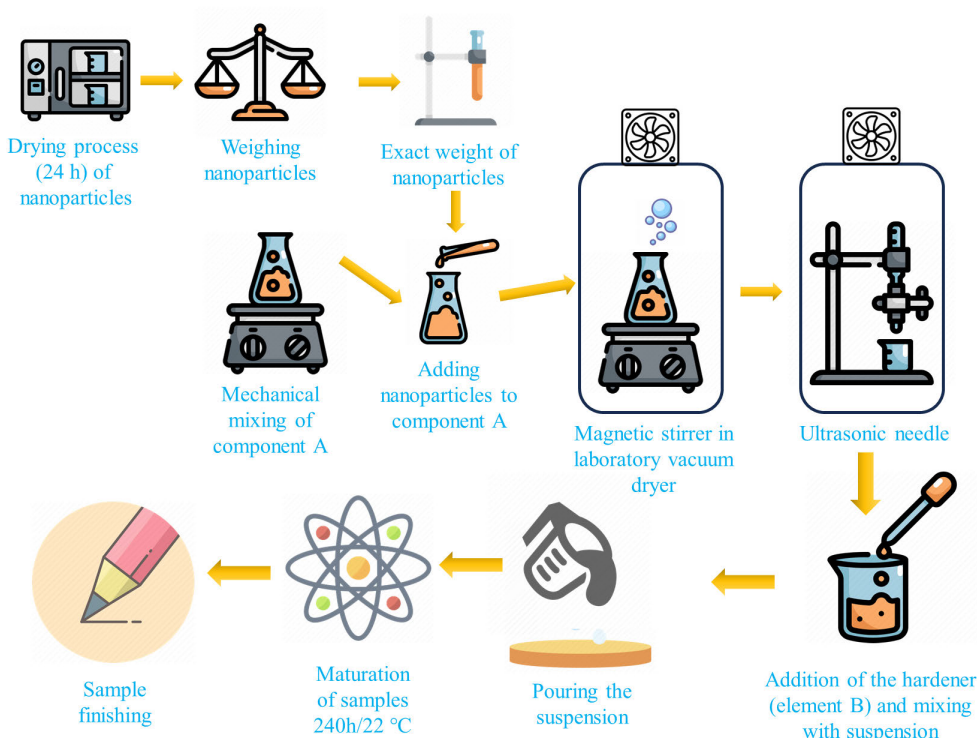 Drying process
(24 h) of
nanoparticles
Weighing
nanoparticles
Exact weight of
nanoparticles
Mechanical
mixing of
component A
Adding
nanoparticles to
component A
Magnetic stirrer in
laboratory vacuum
dryer
Ultrasonic needle
Addition of the hardener
(element B) and mixing
with suspension
Pouring the
suspension
Maturation
of samples
240h/22 °C
Sample
finishing